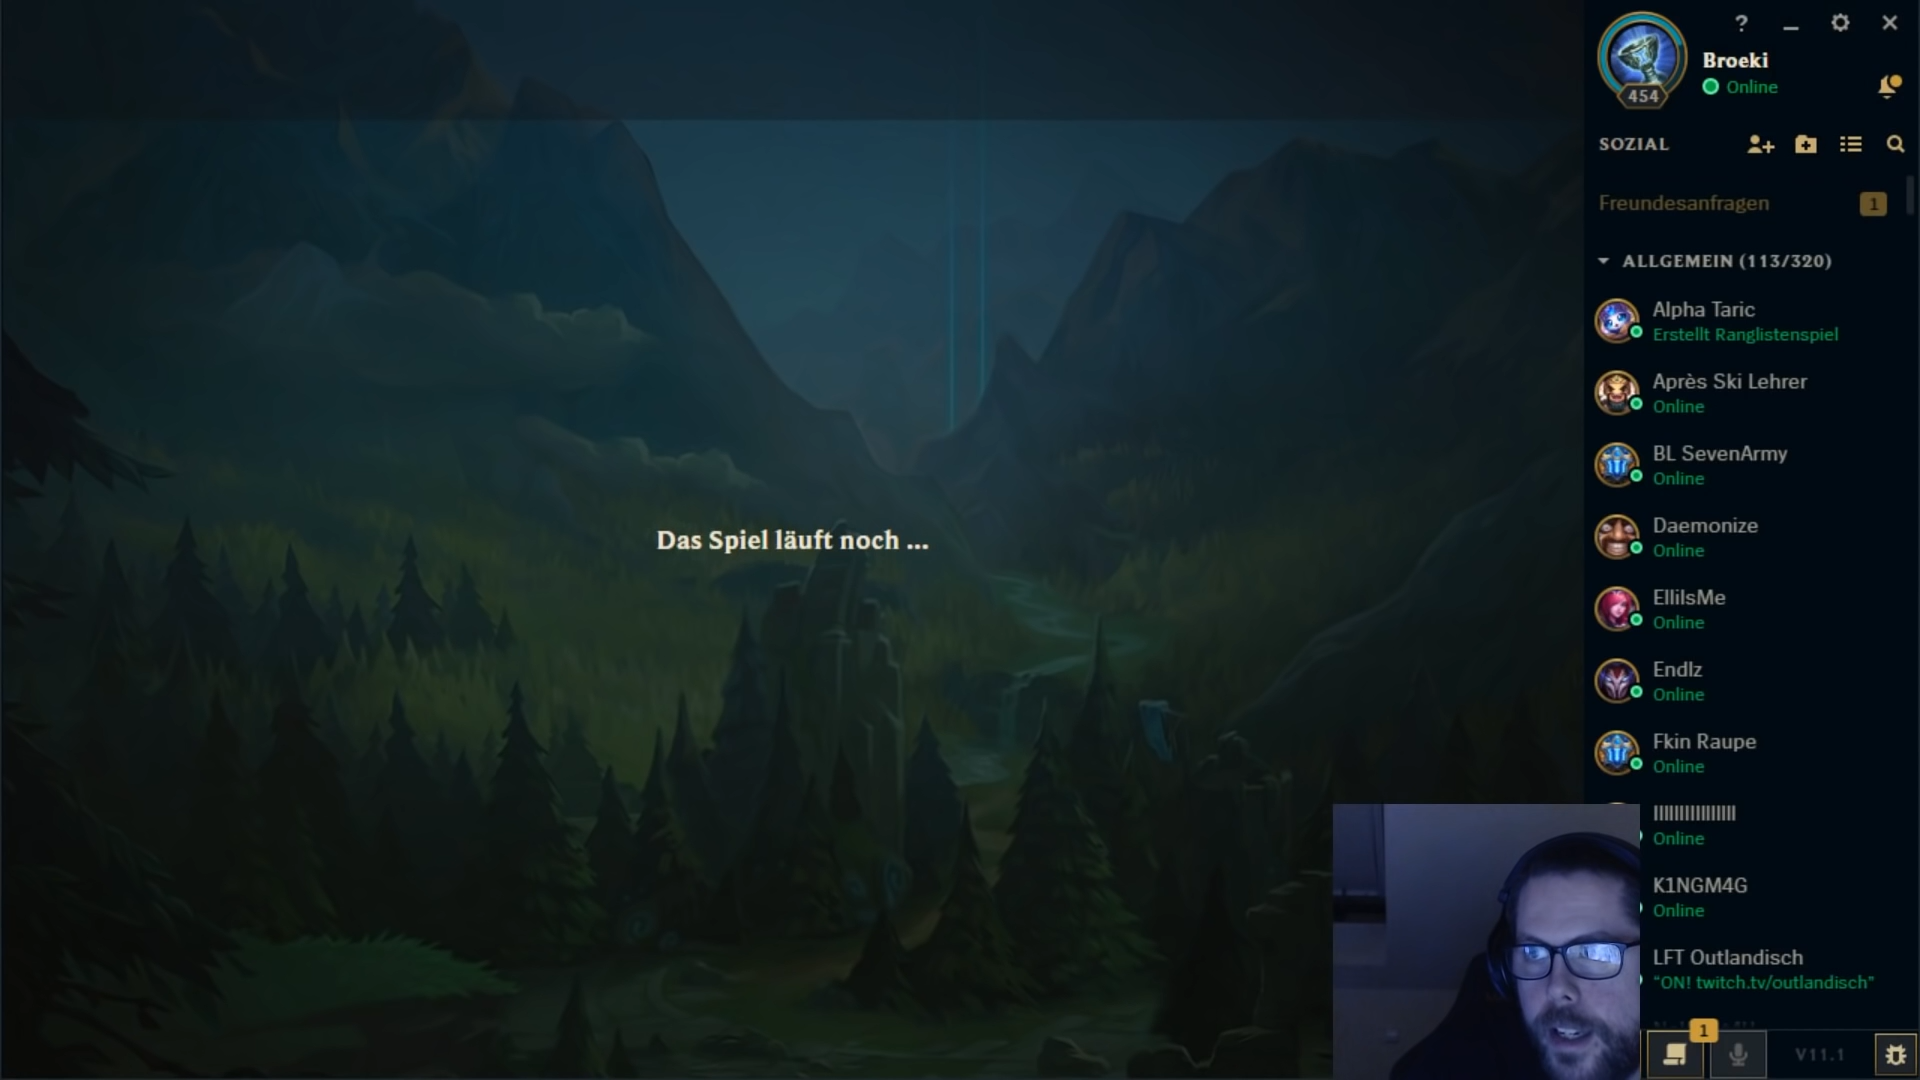 Das Spiel läuft noch ...
?
Broeki
Online
454
SOZIAL
Freundesanfragen
1
ALLGEMEIN (113/320)
Alpha Taric
Erstellt Ranglistenspiel
Après Ski Lehrer
Online
BL SevenArmy
Online
Daemonize
Online
EllilsMe
Online
Endlz
Online
Fkin Raupe
Online
Online
K1NGM4G
Online
LFT Outlandisch
"ON! twitch.tv/outlandisch"
1
V11.1